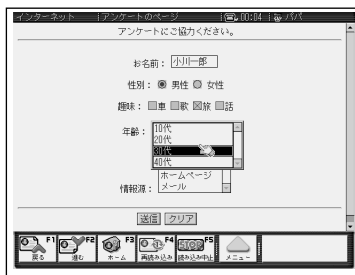 インターネット アンケートのページ 00:04 パパ
アンケートにご協力ください。
お名前： 小川一郎
性別： 男性 女性
趣味： 車 歌 旅 話
年齢： 10代
20代
30代
40代
ホームページ
情報源： メール
送信 クリア
F1 F2 F3 F4 F5
STOP
戻る 進む ホーム 再読み込み 読み込み中止 メニュー